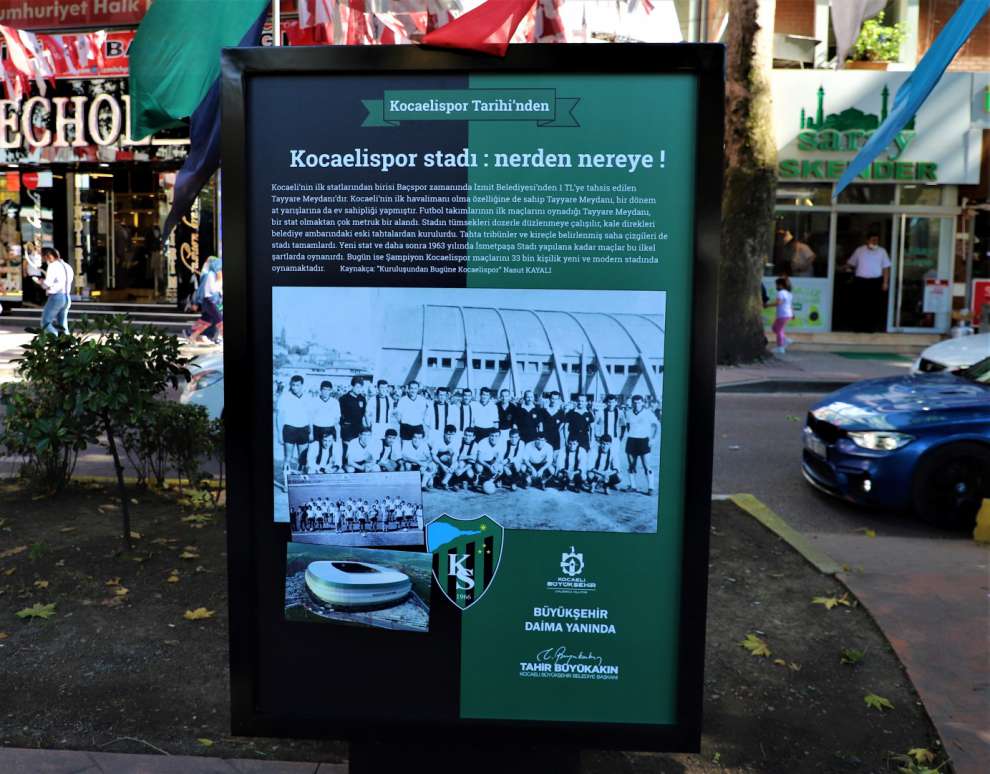 Cumhuriyet Halk
ECHOL
saray
İSKENDER
Kocaelispor Tarihi'nden
Kocaelispor stadı : nerden nereye !
Kocaeli'nin ilk statlarından birisi Baçspor zamanında İzmit Belediyesi'nden 1 TL'ye tahsis edilen
Tayyare Meydanı'dır. Kocaeli'nin ilk havalimanı olma özelliğine de sahip Tayyare Meydanı, bir dönem
at yarışlarına da ev sahipliği yapmıştır. Futbol takımlarının ilk maçlarını oynadığı Tayyare Meydanı,
bir stat olmaktan çok metruk bir alandı. Stadın tümsekleri dozerle düzlenmeye çalışılır, kale direkleri
belediye ambarındaki eski tahtalardan kurulurdu. Tahta tribünler ve kireçle belirlenmiş saha çizgileri de
stadı tamamlardı. Yeni stat ve daha sonra 1963 yılında İsmetpaşa Stadı yapılana kadar maçlar bu ilkel
şartlarda oynanırdı. Bugün ise Şampiyon Kocaelispor maçlarını 33 bin kişilik yeni ve modern stadında
oynamaktadır. Kaynakça: "Kuruluşundan Bugüne Kocaelispor" Nasut KAYALI
KS
1966
KOCAELİ
BÜYÜKŞEHİR
BÜYÜKŞEHİR
DAİMA YANINDA
TAHİR BÜYÜKAKIN
KOCAELİ BÜYÜKŞEHİR BELEDİYE BAŞKANI